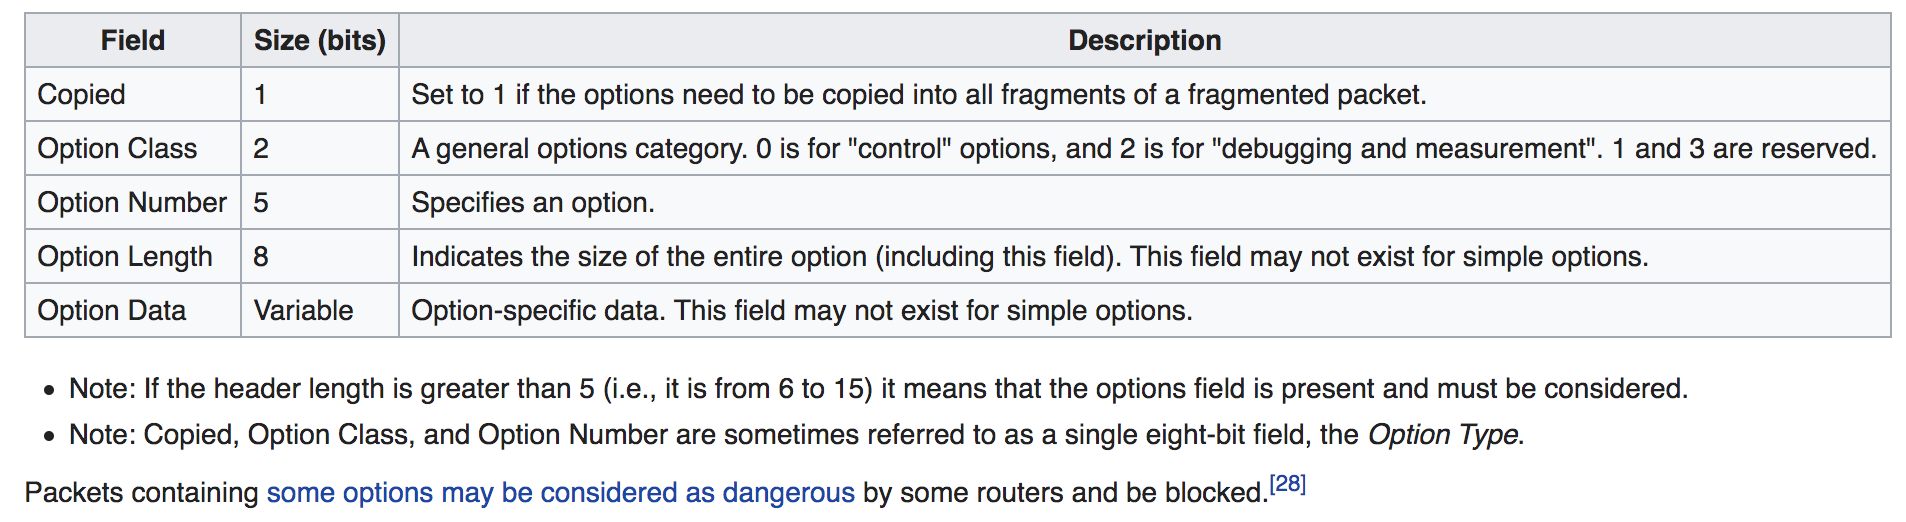 Field Size (bits) Description
Copied 1 Set to 1 if the options need to be copied into all fragments of a fragmented packet.
Option Class 2 A general options category. 0 is for "control" options, and 2 is for "debugging and measurement". 1 and 3 are reserved.
Option Number 5 Specifies an option.
Option Length 8 Indicates the size of the entire option (including this field). This field may not exist for simple options.
Option Data Variable Option-specific data. This field may not exist for simple options.
• Note: If the header length is greater than 5 (i.e., it is from 6 to 15) it means that the options field is present and must be considered.
• Note: Copied, Option Class, and Option Number are sometimes referred to as a single eight-bit field, the Option Type.
Packets containing some options may be considered as dangerous by some routers and be blocked.[28]